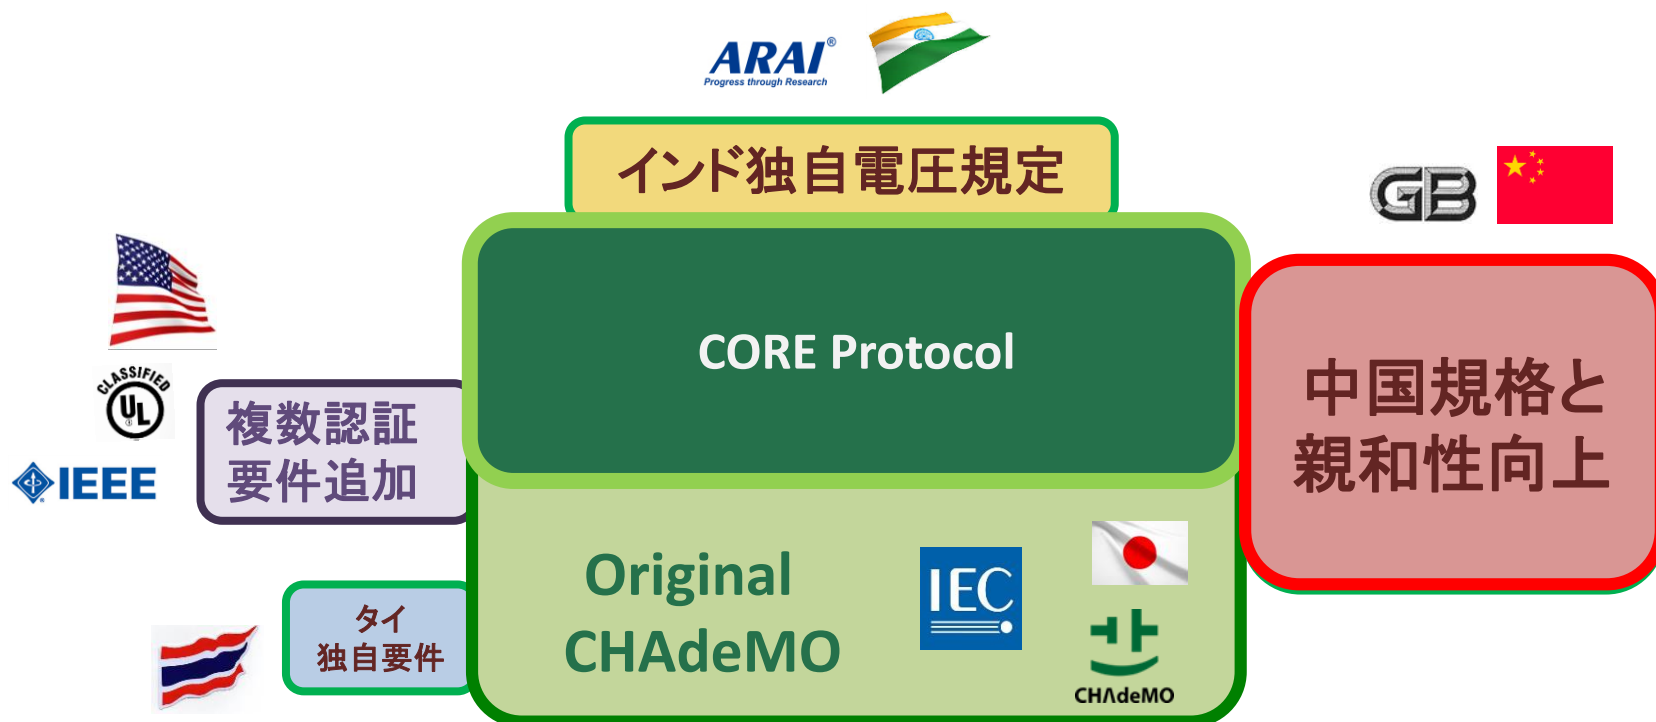 ARAI®
Progress through Research
インド独自電圧規定
GB
CORE Protocol
CLASSIFIED
UL
®
IEEE
複数認証
要件追加
中国規格と
親和性向上
Original
CHAdeMO
IEC
CHΛdeMO
タイ
独自要件